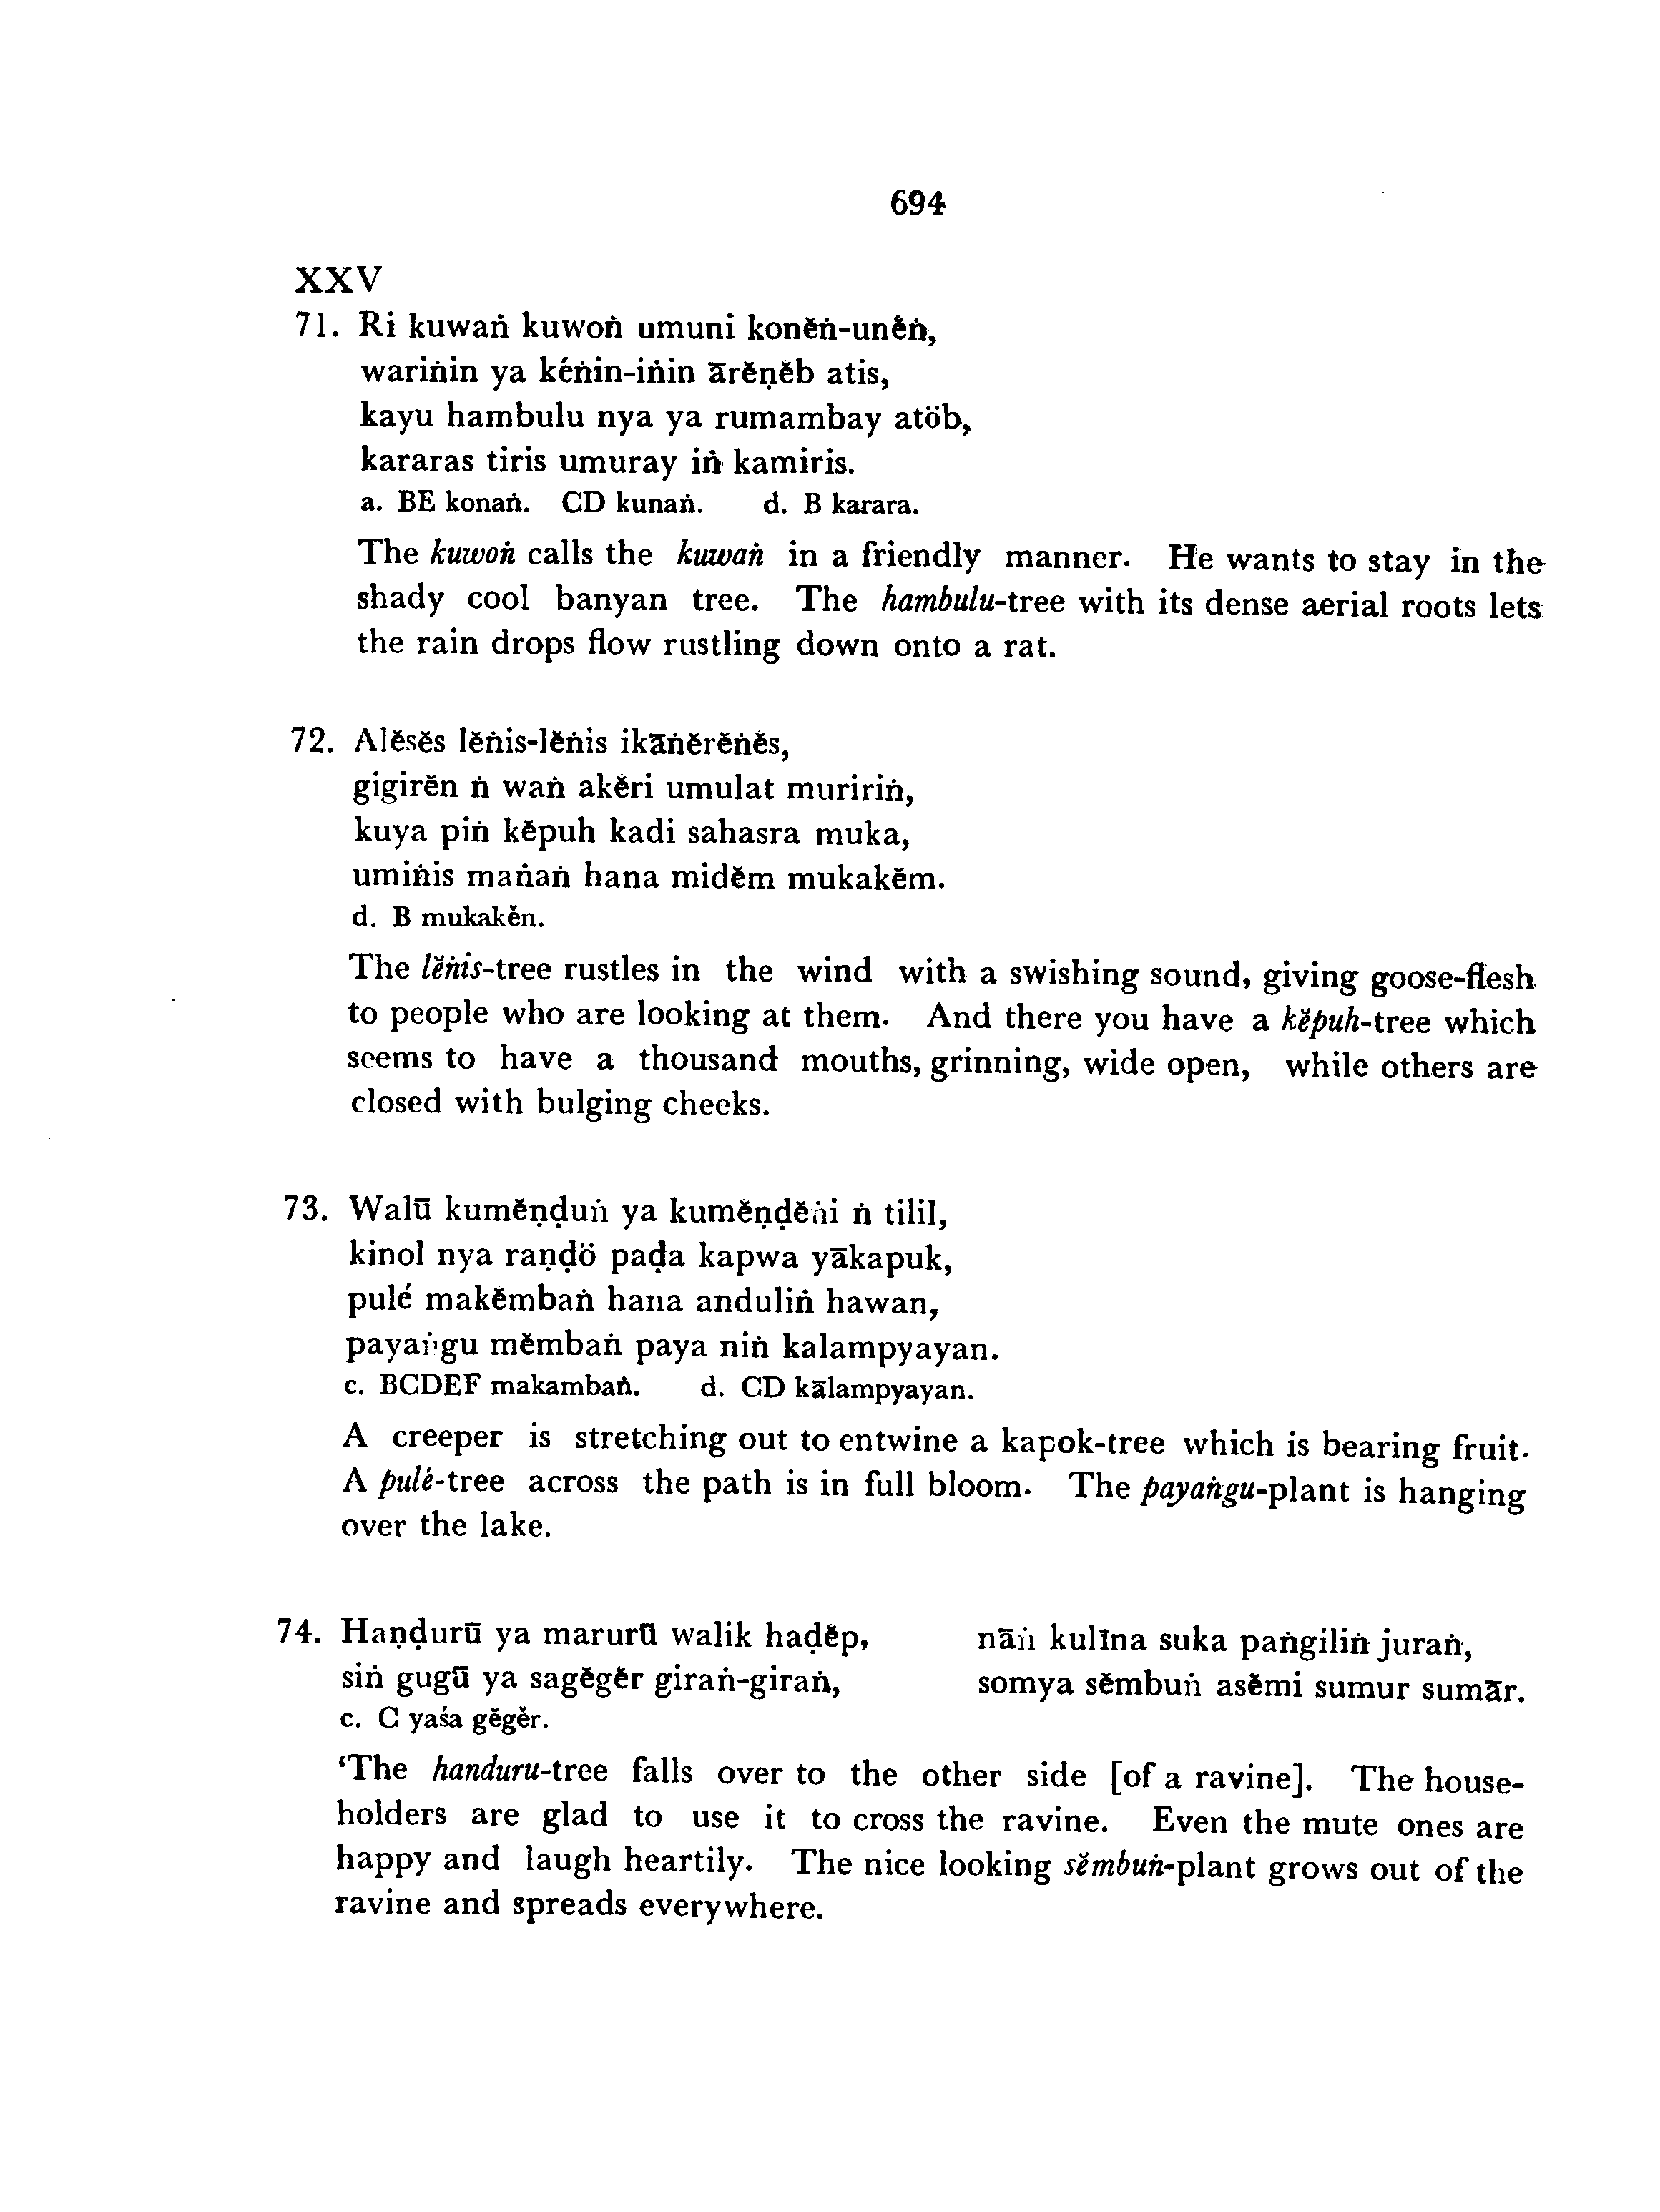 694
XXV
71. Ri kuwaṅ kuwoṅ umuni konĕṅ-unĕṅ,
wariṅin ya kéṅin-iṅin ārĕṇĕb atis,
kayu hambulu nya ya rumambay atöb,
kararas tiris umuray iṅ kamiris.
a. BE konaṅ. CD kunaṅ. d. B karara.
The kuwoṅ calls the kuwaṅ in a friendly manner. He wants to stay in the
shady cool banyan tree. The hambulu-tree with its dense aerial roots lets
the rain drops flow rustling down onto a rat.
72. Alĕsĕs lĕṅis-lĕṅis ikāṅĕrĕṅĕs,
gigirĕn ṅ waṅ akĕri umulat muririṅ,
kuya piṅ kĕpuh kadi sahasra muka,
umiṅis maṅaṅ hana midĕm mukakĕm.
d. B mukakĕn.
The lĕṅis-tree rustles in the wind with a swishing sound, giving goose-flesh
to people who are looking at them. And there you have a kĕpuh-tree which
seems to have a thousand mouths, grinning, wide open, while others are
closed with bulging cheeks.
73. Walū kumĕṇḍuṅ ya kumĕṇḍĕṅi ṅ tilil,
kinol nya raṇḍö paḍa kapwa yākapuk,
pulé makĕmbaṅ hana anduliṅ hawan,
payaṅgu mĕmbaṅ paya niṅ kalampyayan.
c. BCDEF makambaṅ. d. CD kālampyayan.
A creeper is stretching out to entwine a kapok-tree which is bearing fruit.
A pulé-tree across the path is in full bloom. The payaṅgu-plant is hanging
over the lake.
74. Haṇḍurū ya marurū walik haḍĕp, nāṅ kulīna suka paṅgiliṅ juraṅ,
siṅ gugū ya sagĕgĕr giraṅ-giraṅ, somya sĕmbuṅ asĕmi sumur sumār.
c. C yaśa gĕgĕr.
‘The handuru-tree falls over to the other side [of a ravine]. The house-
holders are glad to use it to cross the ravine. Even the mute ones are
happy and laugh heartily. The nice looking sĕmbuṅ-plant grows out of the
ravine and spreads everywhere.